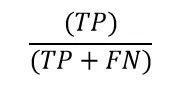 (TP)
(TP + FN)